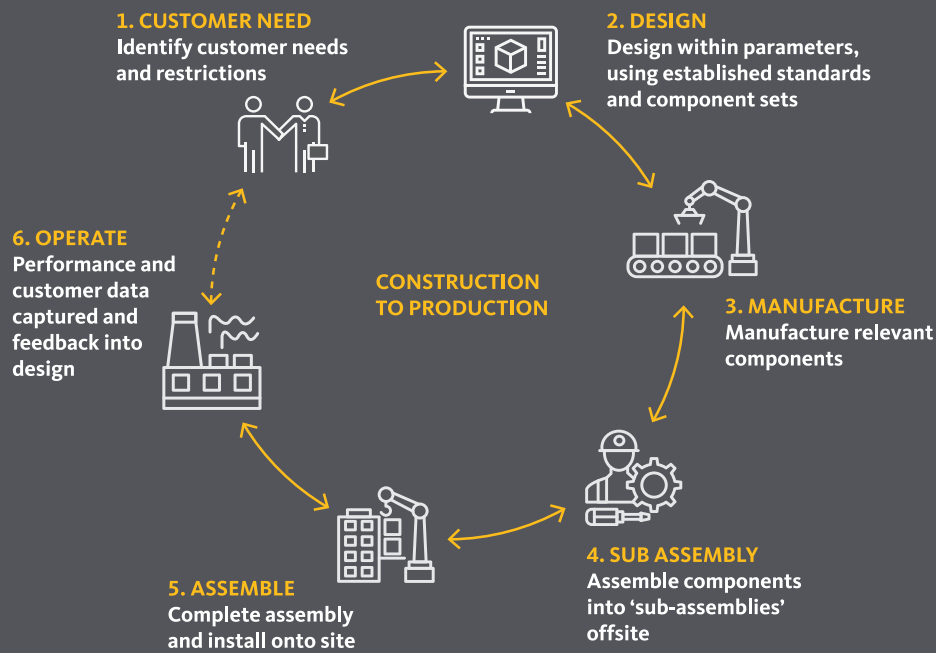 1. CUSTOMER NEED
Identify customer needs
and restrictions
2. DESIGN
Design within parameters,
using established standards
and component sets
3. MANUFACTURE
Manufacture relevant
components
4. SUB ASSEMBLY
Assemble components
into ‘sub-assemblies’
offsite
5. ASSEMBLE
Complete assembly
and install onto site
6. OPERATE
Performance and
customer data
captured and
feedback into
design
CONSTRUCTION
TO PRODUCTION